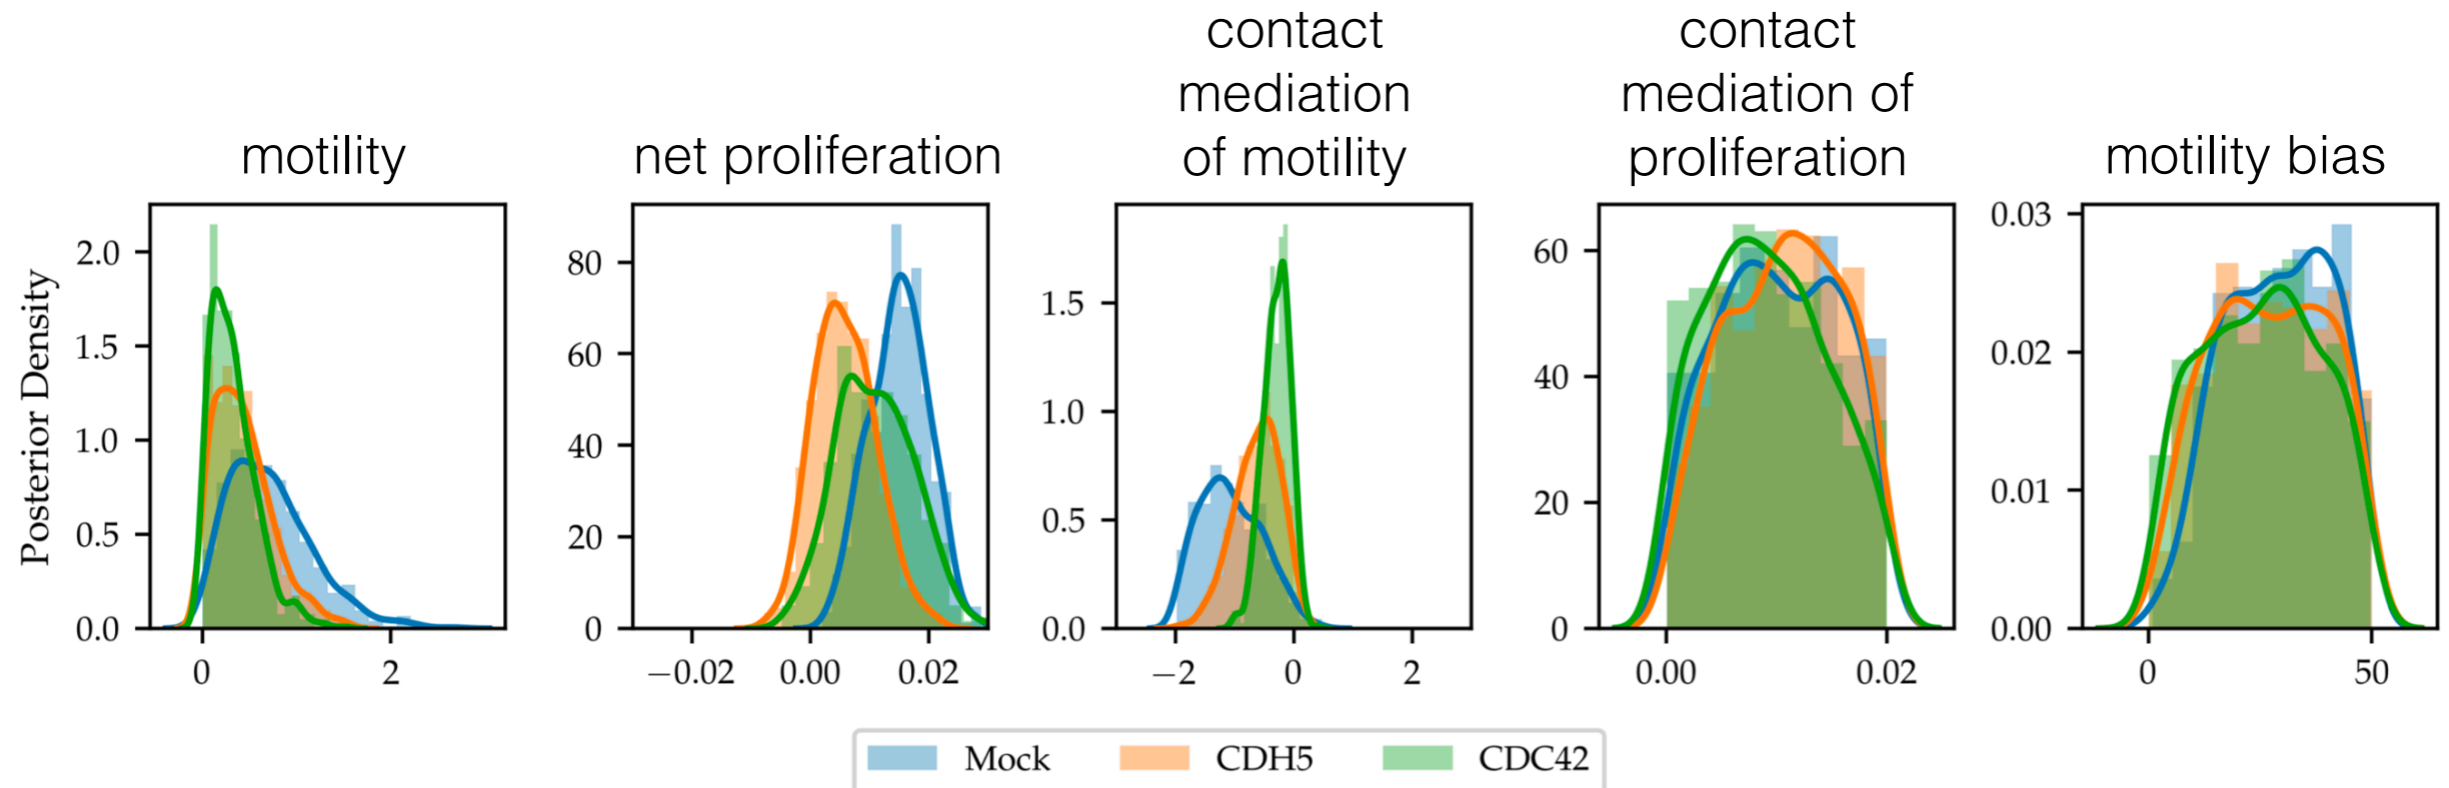 motility
net proliferation
contact
mediation
of motility
contact
mediation of
proliferation
motility bias
Posterior Density
2.0
1.5
1.0
0.5
0.0
0
2
80
60
40
20
0
−0.02
0.00
0.02
1.5
1.0
0.5
0.0
−2
0
2
60
40
20
0
0.00
0.02
0.03
0.02
0.01
0.00
0
50
Mock
CDH5
CDC42